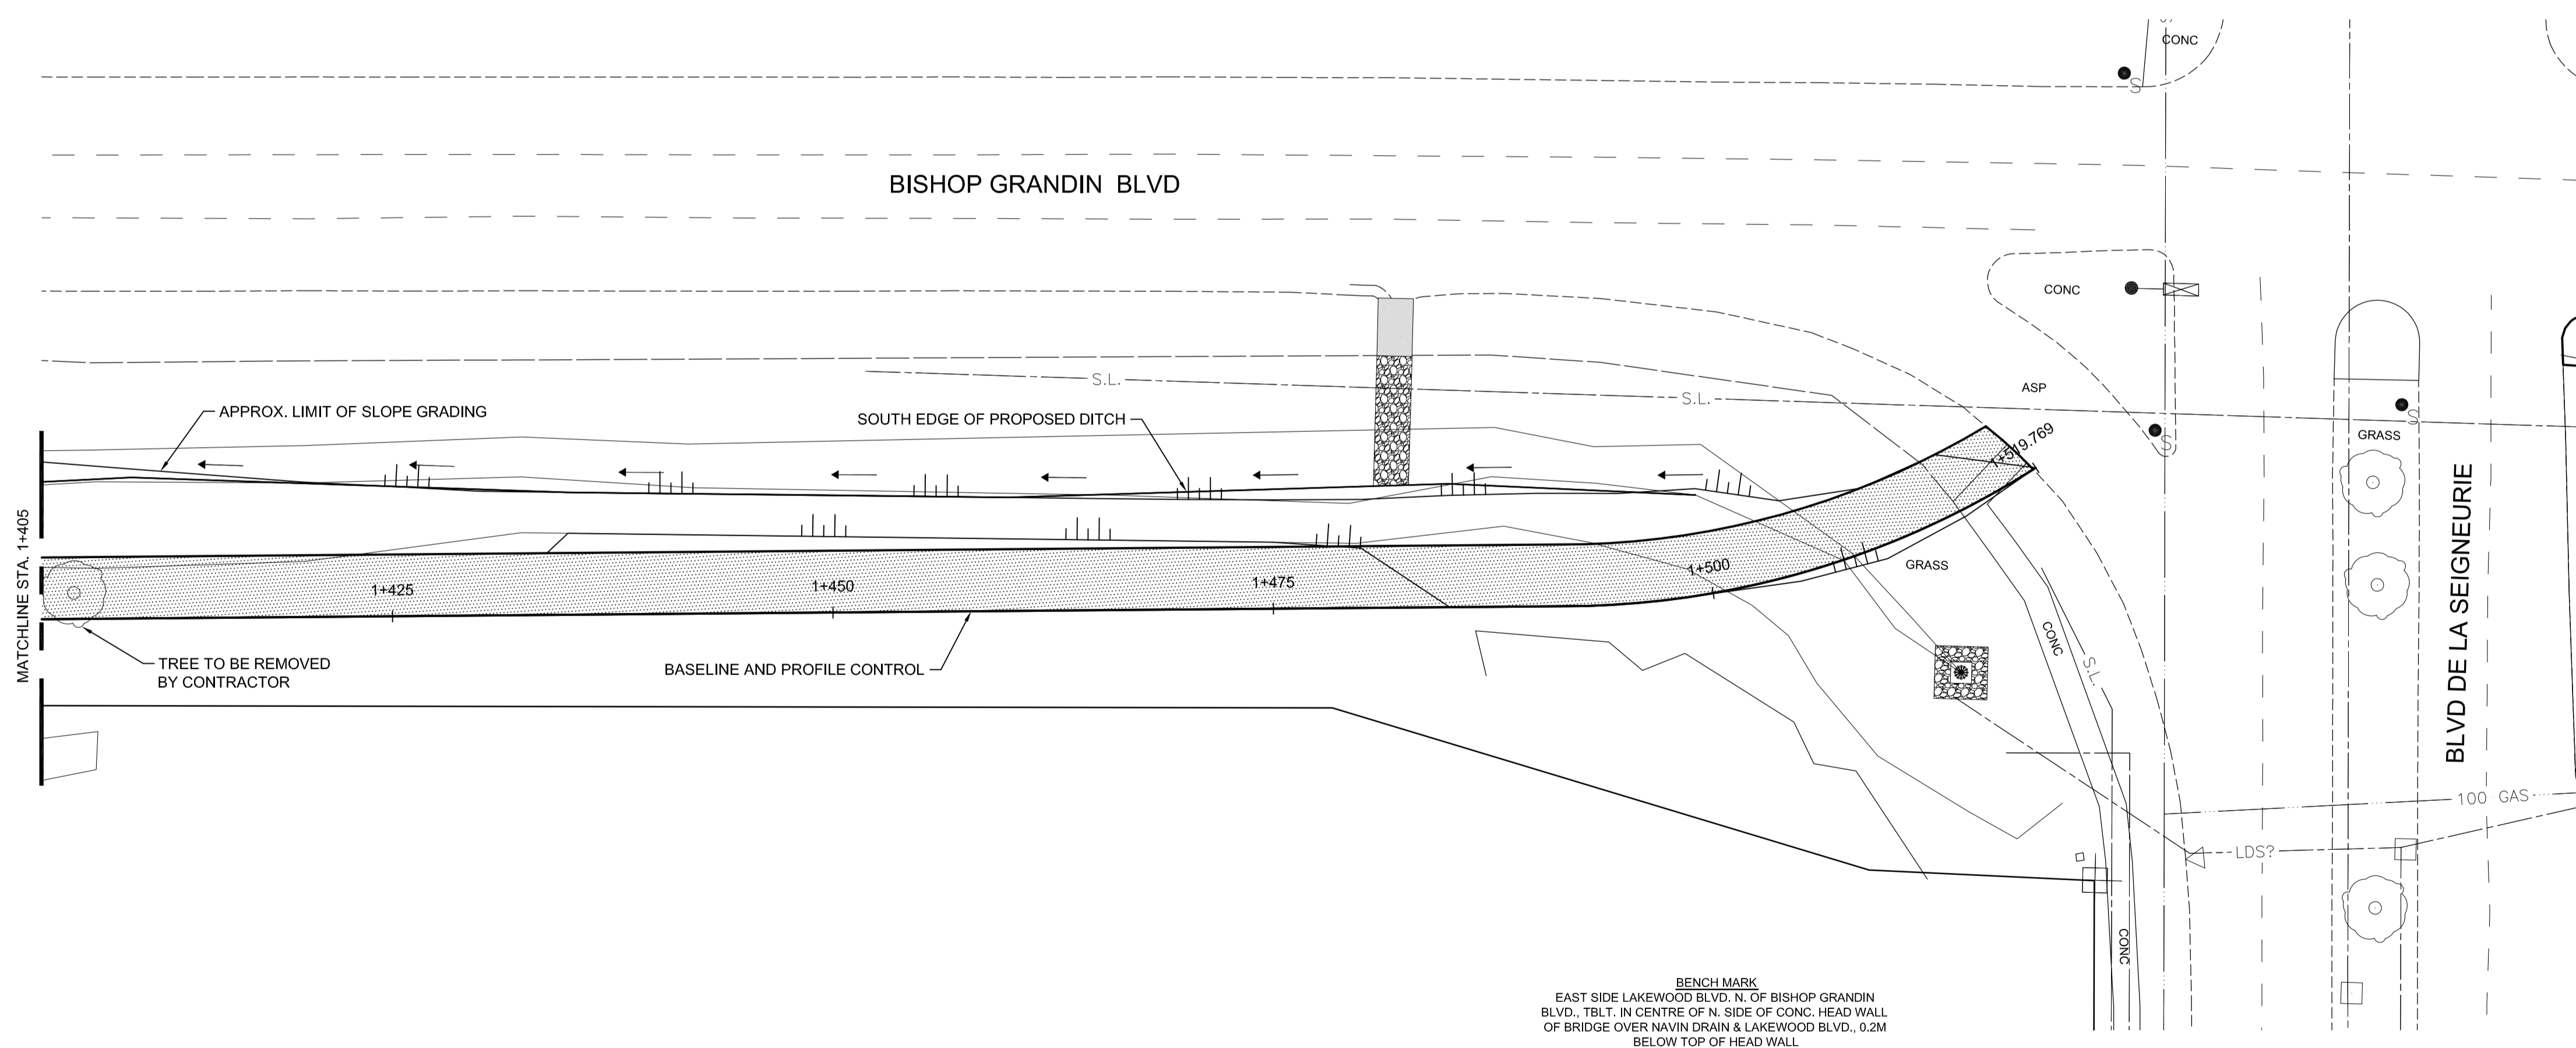 CONC
S
BISHOP GRANDIN BLVD
CONC
S.L.
S.L.
ASP
S
S
GRASS
APPROX. LIMIT OF SLOPE GRADING
SOUTH EDGE OF PROPOSED DITCH
1+519.769
MATCHLINE STA. 1+405
1+425
1+450
1+475
1+500
GRASS
BLVD DE LA SEIGNEURIE
TREE TO BE REMOVED
BY CONTRACTOR
BASELINE AND PROFILE CONTROL
CONC
S.L.
100 GAS
LDS?
CONC
BENCH MARK
EAST SIDE LAKEWOOD BLVD. N. OF BISHOP GRANDIN
BLVD., TBLT. IN CENTRE OF N. SIDE OF CONC. HEAD WALL
OF BRIDGE OVER NAVIN DRAIN & LAKEWOOD BLVD., 0.2M
BELOW TOP OF HEAD WALL